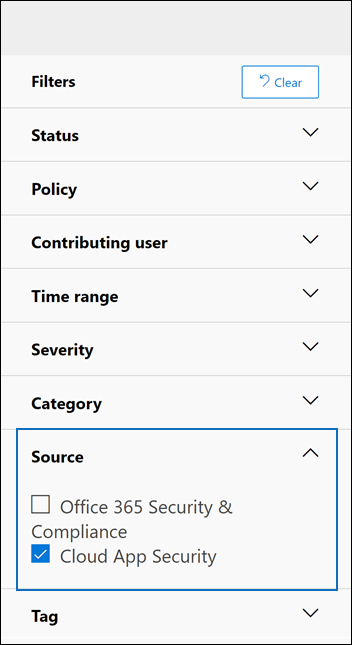 Filters
Clear
Status
Policy
Contributing user
Time range
Severity
Category
Source
Office 365 Security &
Compliance
Cloud App Security
Tag